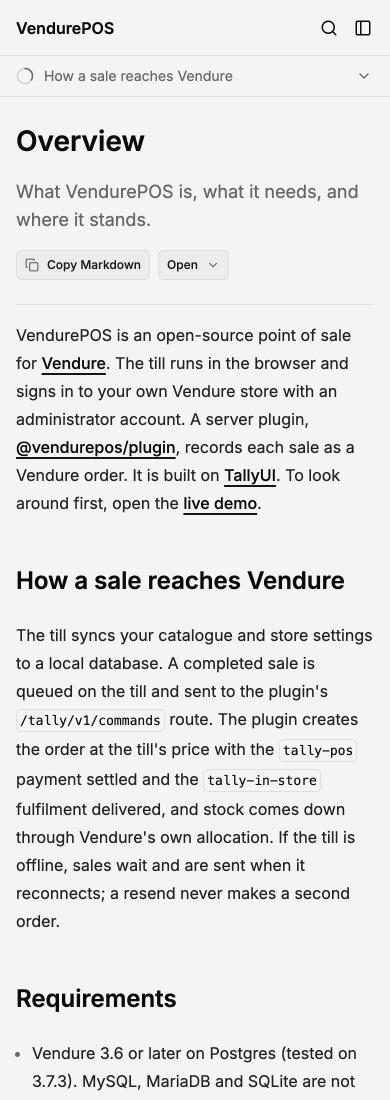 VendurePOS
How a sale reaches Vendure
Overview
What VendurePOS is, what it needs, and
where it stands.
Copy Markdown
Open
VendurePOS is an open-source point of sale
for Vendure. The till runs in the browser and
signs in to your own Vendure store with an
administrator account. A server plugin,
@vendurepos/plugin, records each sale as a
Vendure order. It is built on TallyUI. To look
around first, open the live demo.
How a sale reaches Vendure
The till syncs your catalogue and store settings
to a local database. A completed sale is
queued on the till and sent to the plugin's
/tally/v1/commands route. The plugin creates
the order at the till's price with the tally-pos
payment settled and the tally-in-store
fulfilment delivered, and stock comes down
through Vendure's own allocation. If the till is
offline, sales wait and are sent when it
reconnects; a resend never makes a second
order.
Requirements
• Vendure 3.6 or later on Postgres (tested on
3.7.3). MySQL, MariaDB and SQLite are not